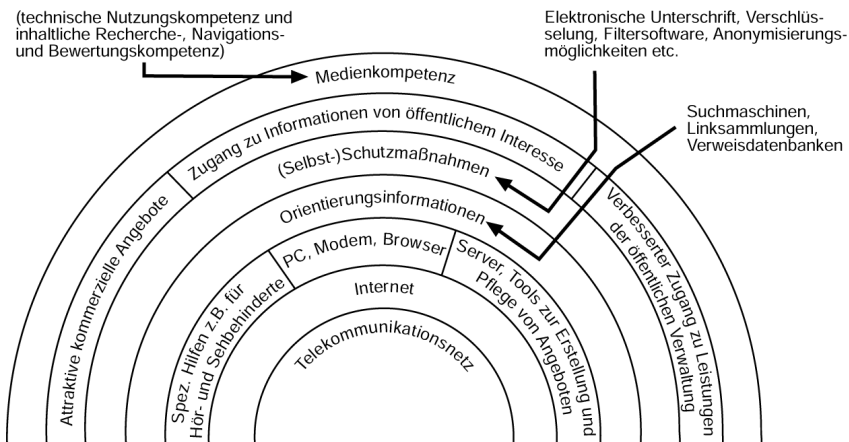 (technische Nutzungskompetenz und
inhaltliche Recherche-, Navigations-
und Bewertungskompetenz)
Elektronische Unterschrift, Verschlüs-
selung, Filtersoftware, Anonymisierungs-
möglichkeiten etc.
Suchmaschinen,
Linksammlungen,
Verweisdatenbanken
Medienkompetenz
Attraktive kommerzielle Angebote
Zugang zu Informationen von öffentlichem Interesse
Verbesserter Zugang zu Leistungen
der öffentlichen Verwaltung
(Selbst-)Schutzmaßnahmen
Orientierungsinformationen
Spez. Hilfen z.B. für
Hör- und Sehbehinderte
PC, Modem, Browser
Server, Tools zur Erstellung und
Pflege von Angeboten
Internet
Telekommunikationsnetz